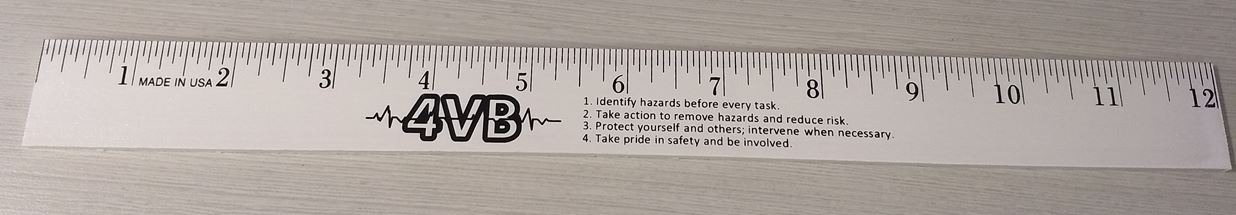 1 MADE IN USA 2 3 4 5 6 7 8 9 10 11 12
4VB
1. Identify hazards before every task.
2. Take action to remove hazards and reduce risk.
3. Protect yourself and others; intervene when necessary.
4. Take pride in safety and be involved.